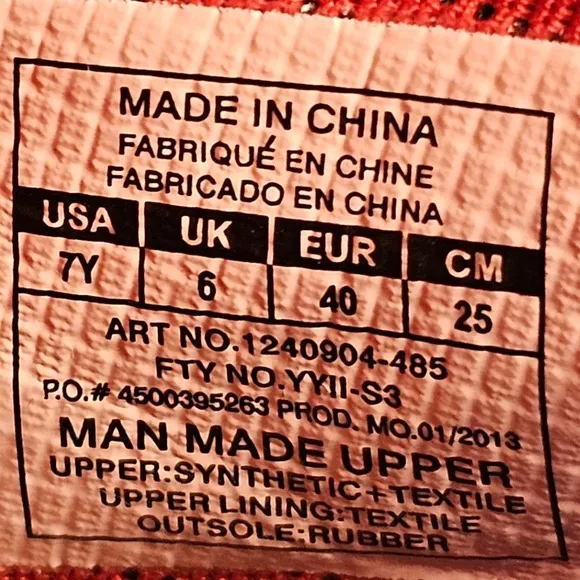 MADE IN CHINA
FABRIQUÉ EN CHINE
FABRICADO EN CHINA
USA UK EUR CM
7Y 6 40 25
ART NO.1240904-485
FTY NO.YYII-S3
P.O.# 4500395263 PROD. MO.01/2013
MAN MADE UPPER
UPPER:SYNTHETIC+TEXTILE
UPPER LINING:TEXTILE
OUTSOLE:RUBBER